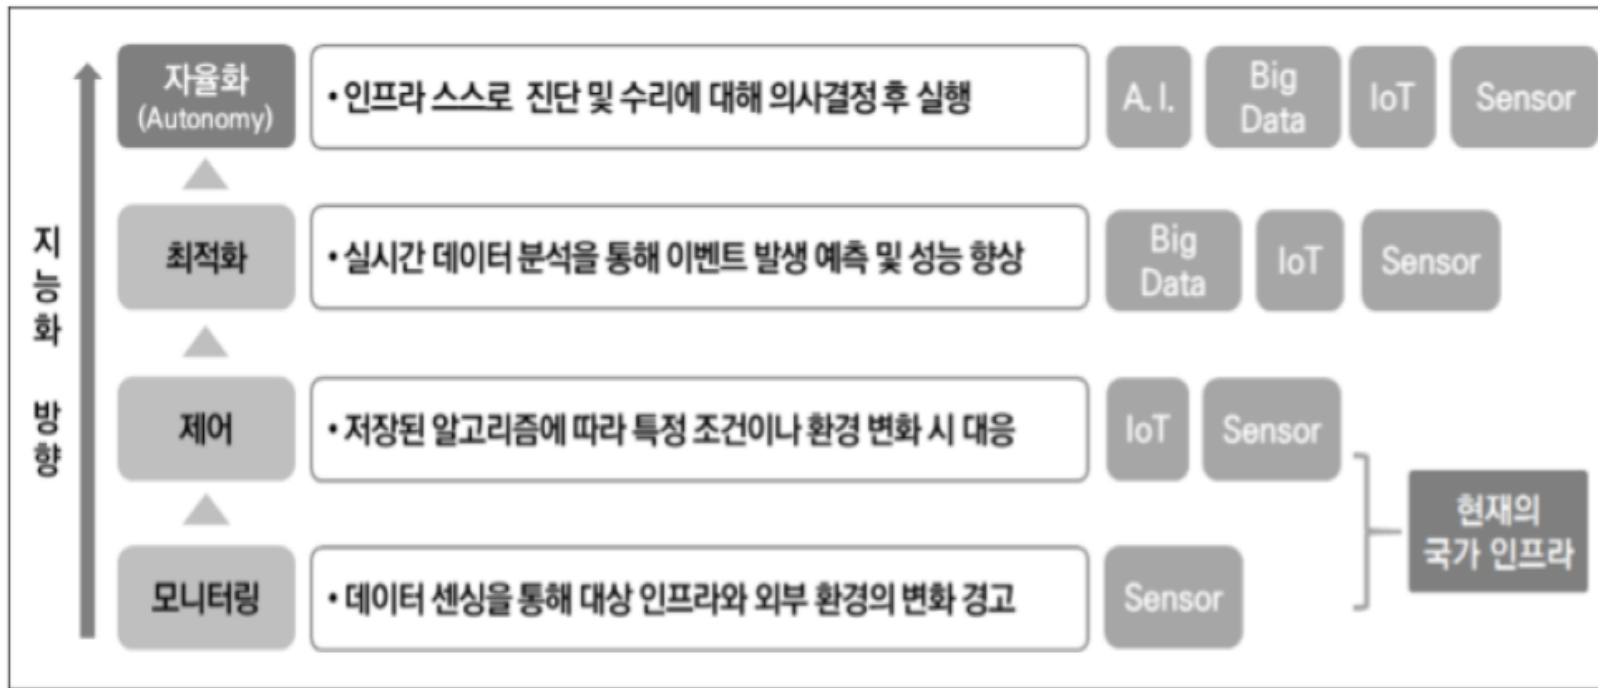 지능화 방향
자율화
(Autonomy)
• 인프라 스스로 진단 및 수리에 대해 의사결정 후 실행
A. I.
Big
Data
IoT
Sensor
최적화
• 실시간 데이터 분석을 통해 이벤트 발생 예측 및 성능 향상
Big
Data
IoT
Sensor
제어
• 저장된 알고리즘에 따라 특정 조건이나 환경 변화 시 대응
IoT
Sensor
모니터링
• 데이터 센싱을 통해 대상 인프라와 외부 환경의 변화 경고
Sensor
현재의
국가 인프라